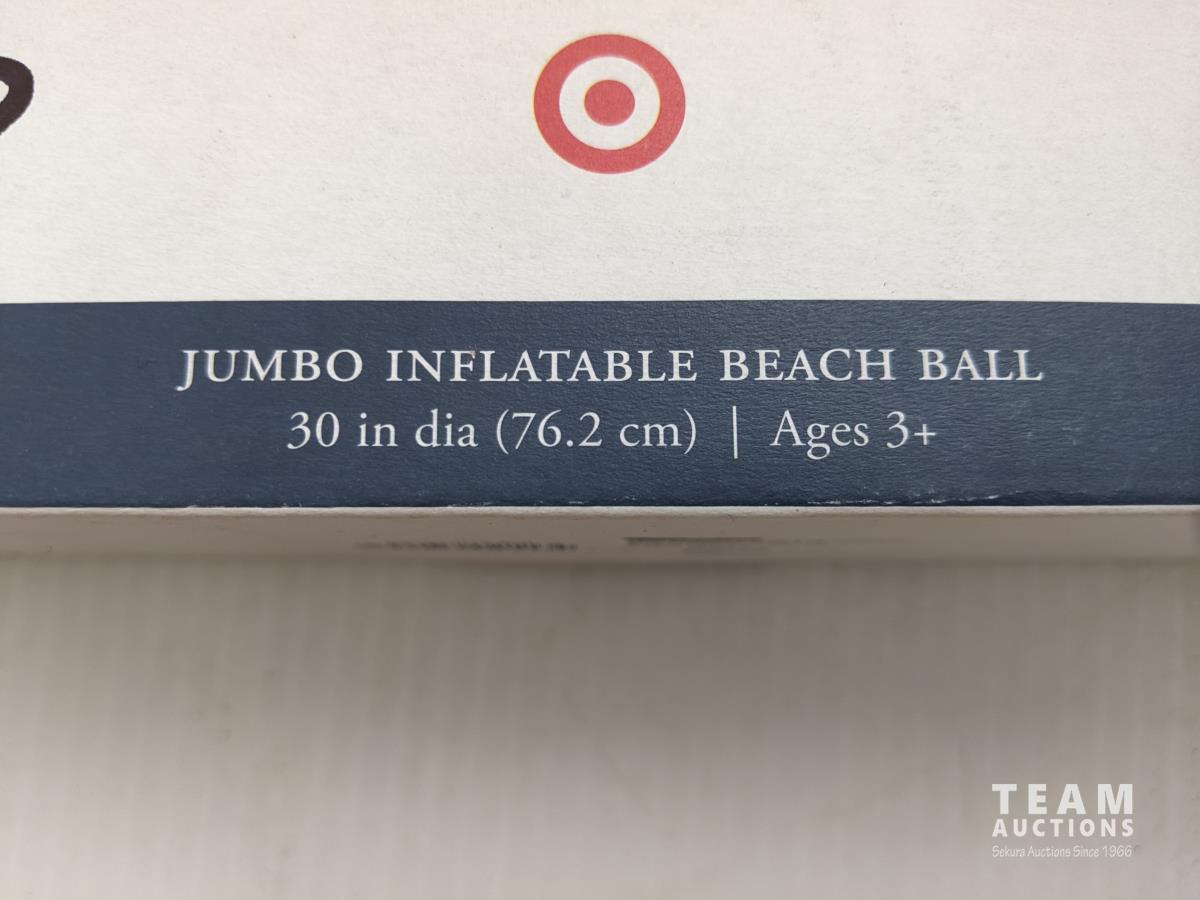 JUMBO INFLATABLE BEACH BALL
30 in dia (76.2 cm) | Ages 3+
TEAM
AUCTIONS
Sekura Auctions Since 1966